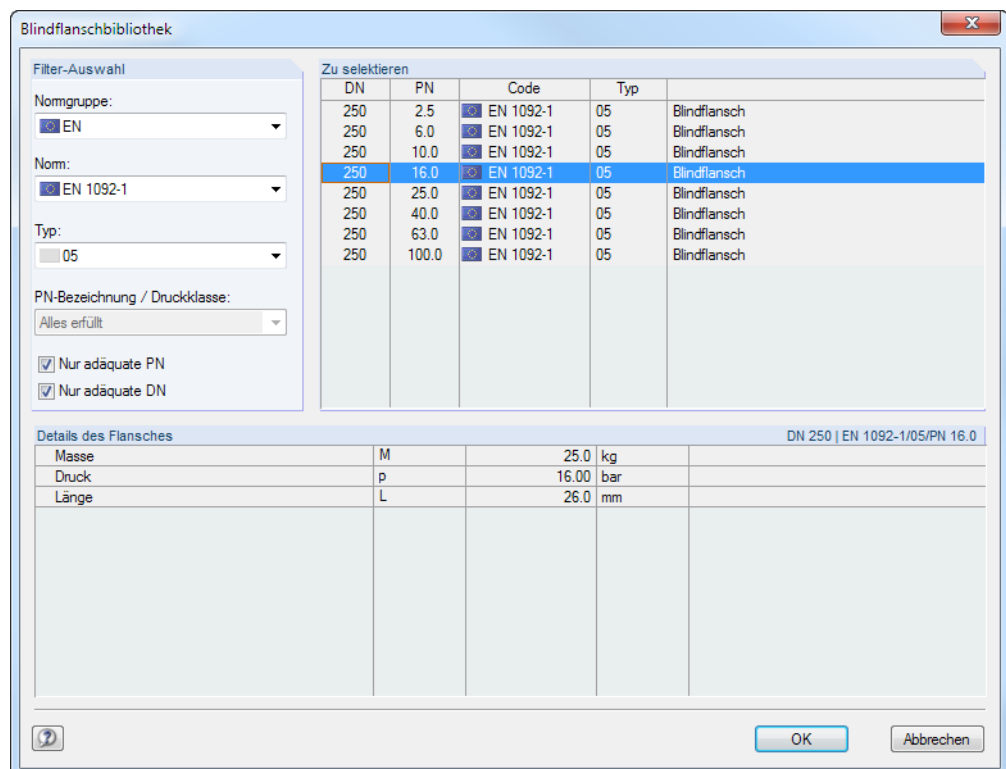 Blindflanschbibliothek
Filter-Auswahl
Normgruppe:
EN
Norm:
EN 1092-1
Typ:
05
PN-Bezeichnung / Druckklasse:
Alles erfüllt
Nur adäquate PN
Nur adäquate DN
Zu selektieren
DN PN Code Typ
250 2.5 EN 1092-1 05 Blindflansch
250 6.0 EN 1092-1 05 Blindflansch
250 10.0 EN 1092-1 05 Blindflansch
250 16.0 EN 1092-1 05 Blindflansch
250 25.0 EN 1092-1 05 Blindflansch
250 40.0 EN 1092-1 05 Blindflansch
250 63.0 EN 1092-1 05 Blindflansch
250 100.0 EN 1092-1 05 Blindflansch
Details des Flansches DN 250 | EN 1092-1/05/PN 16.0
Masse M 25.0 kg
Druck p 16.00 bar
Länge L 26.0 mm
OK Abbrechen